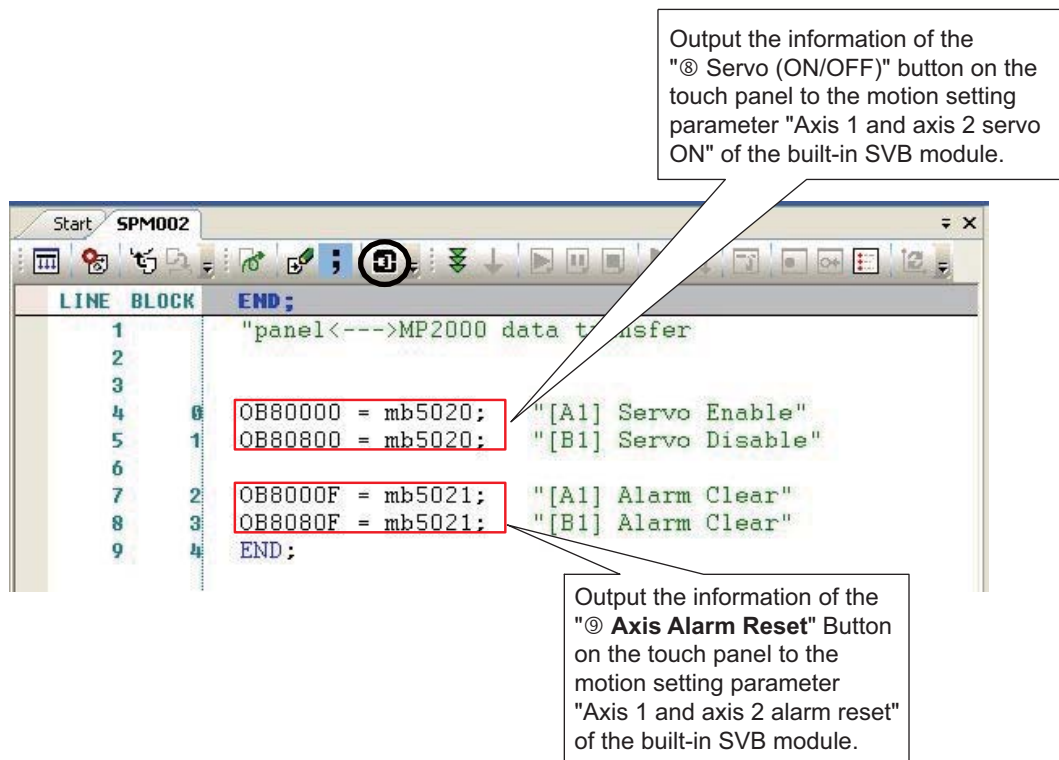 Output the information of the
"⑧ Servo (ON/OFF)" button on the
touch panel to the motion setting
parameter "Axis 1 and axis 2 servo
ON" of the built-in SVB module.
Start SPM002
LINE BLOCK END;
1 "panel<--->MP2000 data transfer
2
3
4 0 OB80000 = mb5020; "[A1] Servo Enable"
5 1 OB80800 = mb5020; "[B1] Servo Disable"
6
7 2 OB8000F = mb5021; "[A1] Alarm Clear"
8 3 OB8080F = mb5021; "[B1] Alarm Clear"
9 4 END;
Output the information of the
"⑨ Axis Alarm Reset" Button
on the touch panel to the
motion setting parameter
"Axis 1 and axis 2 alarm reset"
of the built-in SVB module.